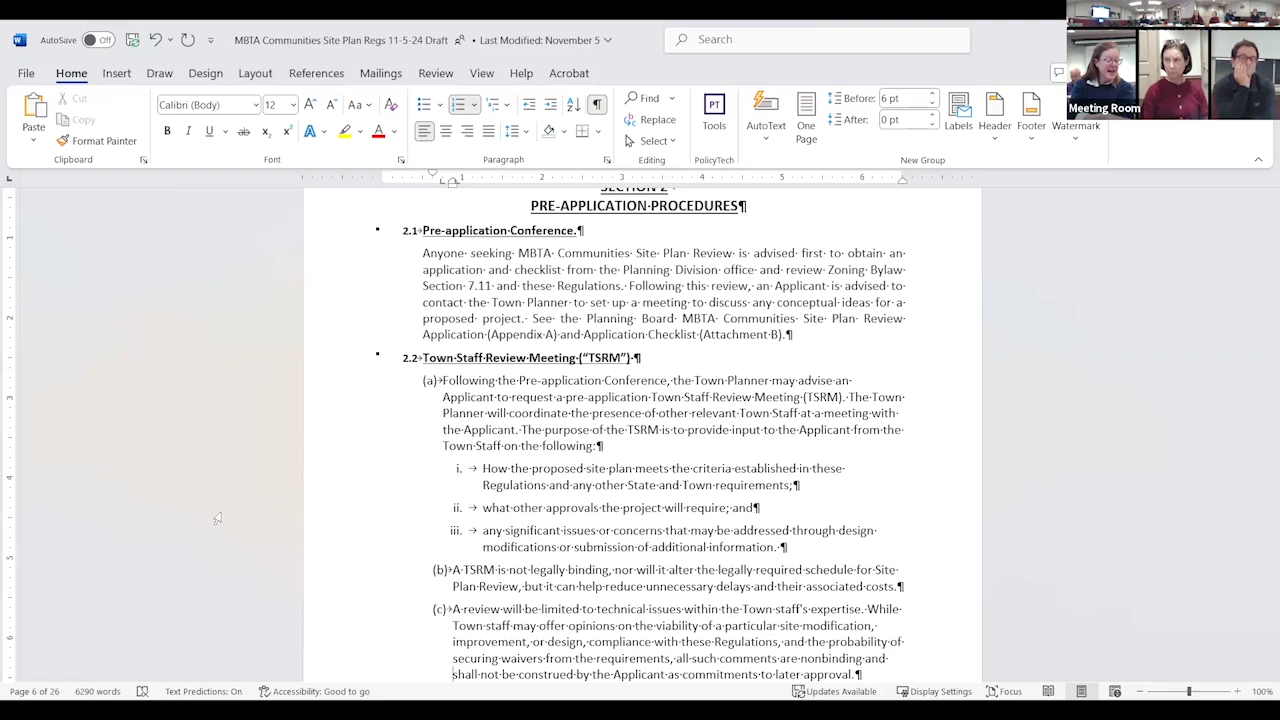 AutoSave Off MBTA Communities Site Plan Regs 11-5-24 Draft • Last Modified: November 5 Search
File Home Insert Draw Design Layout References Mailings Review View Help Acrobat
Meeting Room
Paste Cut Copy Format Painter
Clipboard
Calibri (Body) 12
Font
Paragraph
Find Replace Select
Editing
PT
Tools
PolicyTech
AutoText
One Page
Before: 6 pt
After: 0 pt
Labels Header Footer Watermark
New Group
1 2 3 4 5 6
SECTION 2
PRE-APPLICATION·PROCEDURES¶
2.1 Pre-application·Conference.¶
Anyone· seeking· MBTA· Communities· Site· Plan· Review· is· advised· first· to· obtain· an·
application· and· checklist· from· the· Planning· Division· office· and· review· Zoning· Bylaw·
Section· 7.11· and· these· Regulations.· Following· this· review,· an· Applicant· is· advised· to·
contact· the· Town· Planner· to· set· up· a· meeting· to· discuss· any· conceptual· ideas· for· a·
proposed· project.· See· the· Planning· Board· MBTA· Communities· Site· Plan· Review·
Application·(Appendix·A)·and·Application·Checklist·(Attachment·B).¶
2.2 Town·Staff·Review·Meeting·(“TSRM”)·¶
(a) Following·the·Pre-application·Conference,·the·Town·Planner·may·advise·an·
Applicant·to·request·a·pre-application·Town·Staff·Review·Meeting·(TSRM).·The·Town·
Planner·will·coordinate·the·presence·of·other·relevant·Town·Staff·at·a·meeting·with·
the·Applicant.·The·purpose·of·the·TSRM·is·to·provide·input·to·the·Applicant·from·the·
Town·Staff·on·the·following:¶
i. → How·the·proposed·site·plan·meets·the·criteria·established·in·these·
Regulations·and·any·other·State·and·Town·requirements;¶
ii. → what·other·approvals·the·project·will·require;·and¶
iii. → any·significant·issues·or·concerns·that·may·be·addressed·through·design·
modifications·or·submission·of·additional·information.·¶
(b) A·TSRM·is·not·legally·binding,·nor·will·it·alter·the·legally·required·schedule·for·Site·
Plan·Review,·but·it·can·help·reduce·unnecessary·delays·and·their·associated·costs.¶
(c) A·review·will·be·limited·to·technical·issues·within·the·Town·staff's·expertise.·While·
Town·staff·may·offer·opinions·on·the·viability·of·a·particular·site·modification,·
improvement,·or·design,·compliance·with·these·Regulations,·and·the·probability·of·
securing·waivers·from·the·requirements,·all·such·comments·are·nonbinding·and·
shall·not·be·construed·by·the·Applicant·as·commitments·to·later·approval.¶
Page 6 of 26 6290 words Text Predictions: On Accessibility: Good to go Updates Available Display Settings Focus 100%